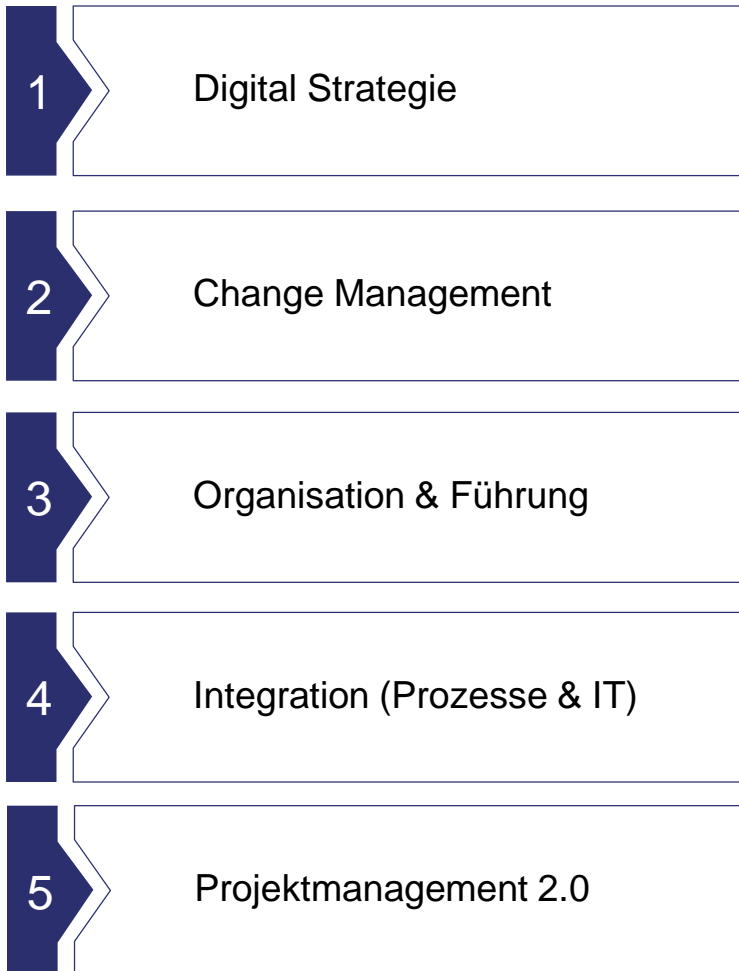 1 Digital Strategie
2 Change Management
3 Organisation & Führung
4 Integration (Prozesse & IT)
5 Projektmanagement 2.0